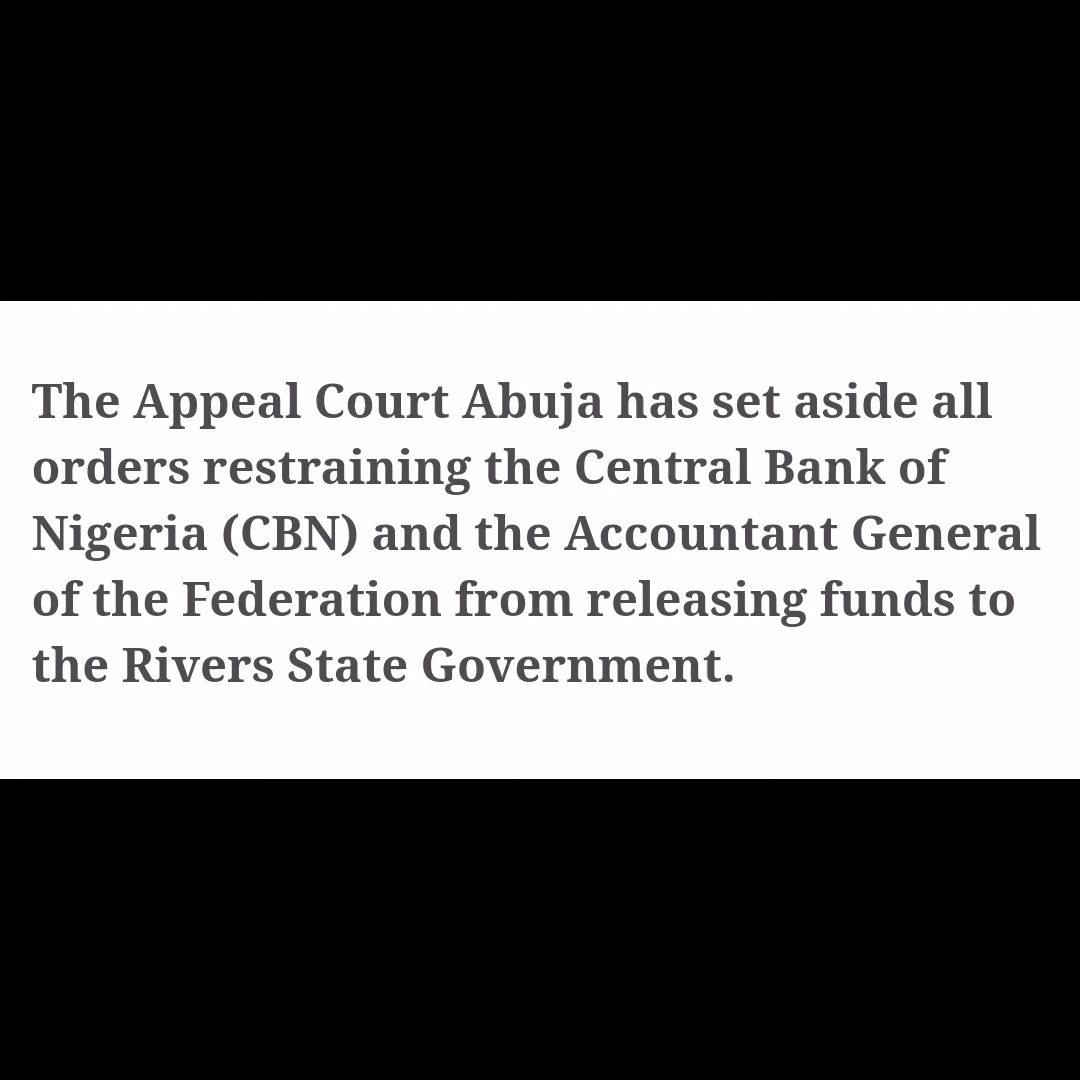 The Appeal Court Abuja has set aside all
orders restraining the Central Bank of
Nigeria (CBN) and the Accountant General
of the Federation from releasing funds to
the Rivers State Government.